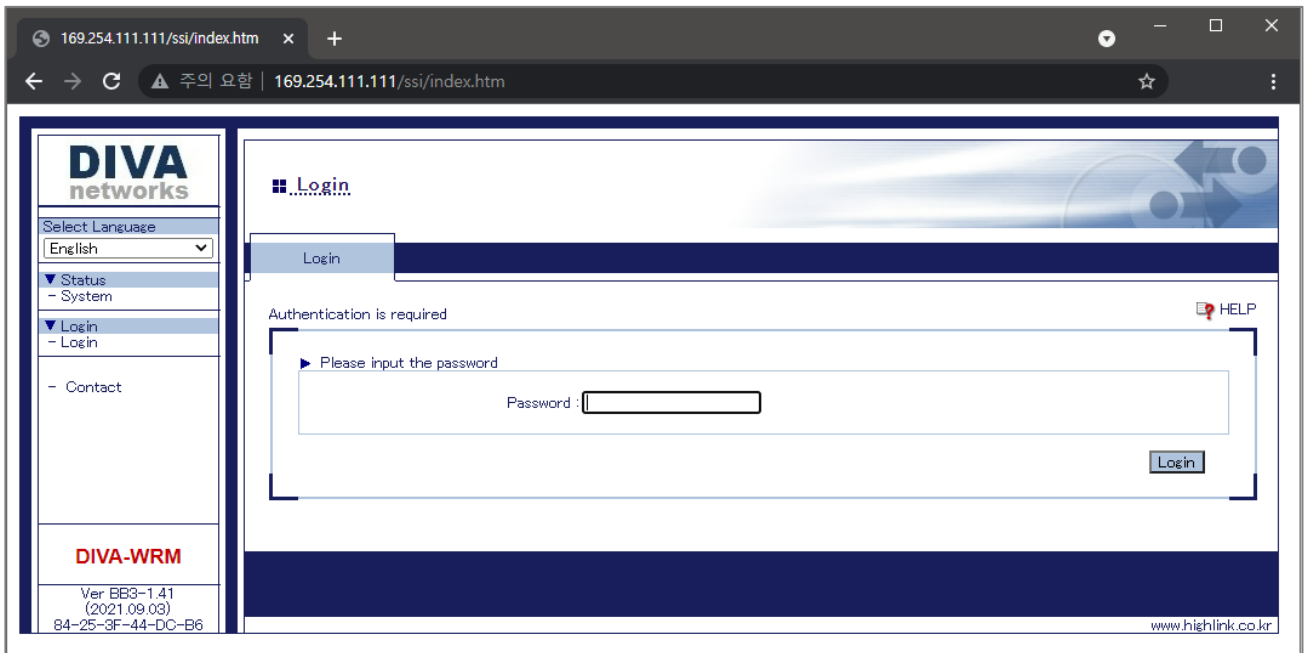 169.254.111.111/ssi/index.htm
주의 요함 | 169.254.111.111/ssi/index.htm
DIVA
networks
Select Language
English
▼ Status
- System
▼ Login
- Login
- Contact
DIVA-WRM
Ver BB3-1.41
(2021.09.03)
84-25-3F-44-DC-B6
Login
Login
Authentication is required
HELP
▶ Please input the password
Password :
Login
www.highlink.co.kr